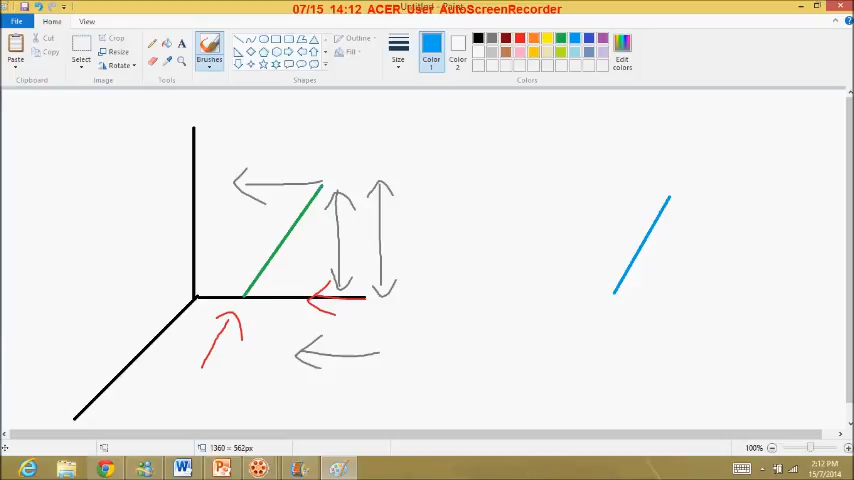 07/15 14:12 ACER User AutoScreenRecorder
File
Home
View
Paste
Cut
Copy
Clipboard
Select
Crop
Resize
Rotate
Image
Tools
Brushes
Shapes
Outline
Fill
Size
Color
1
Color
2
Colors
Edit
colors
1360 × 562px
100%
2:12 PM
15/7/2014